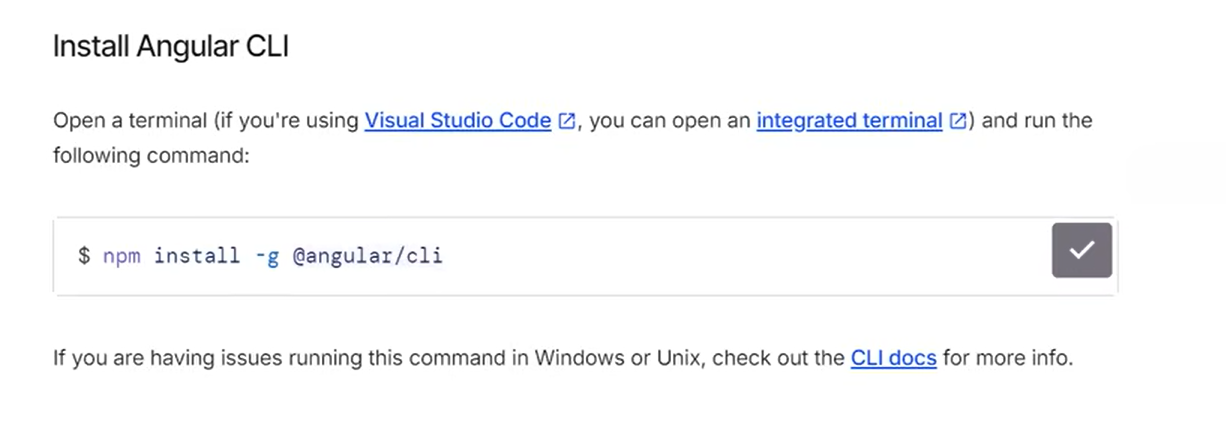 Install Angular CLI
Open a terminal (if you're using Visual Studio Code, you can open an integrated terminal) and run the
following command:
$ npm install -g @angular/cli
If you are having issues running this command in Windows or Unix, check out the CLI docs for more info.